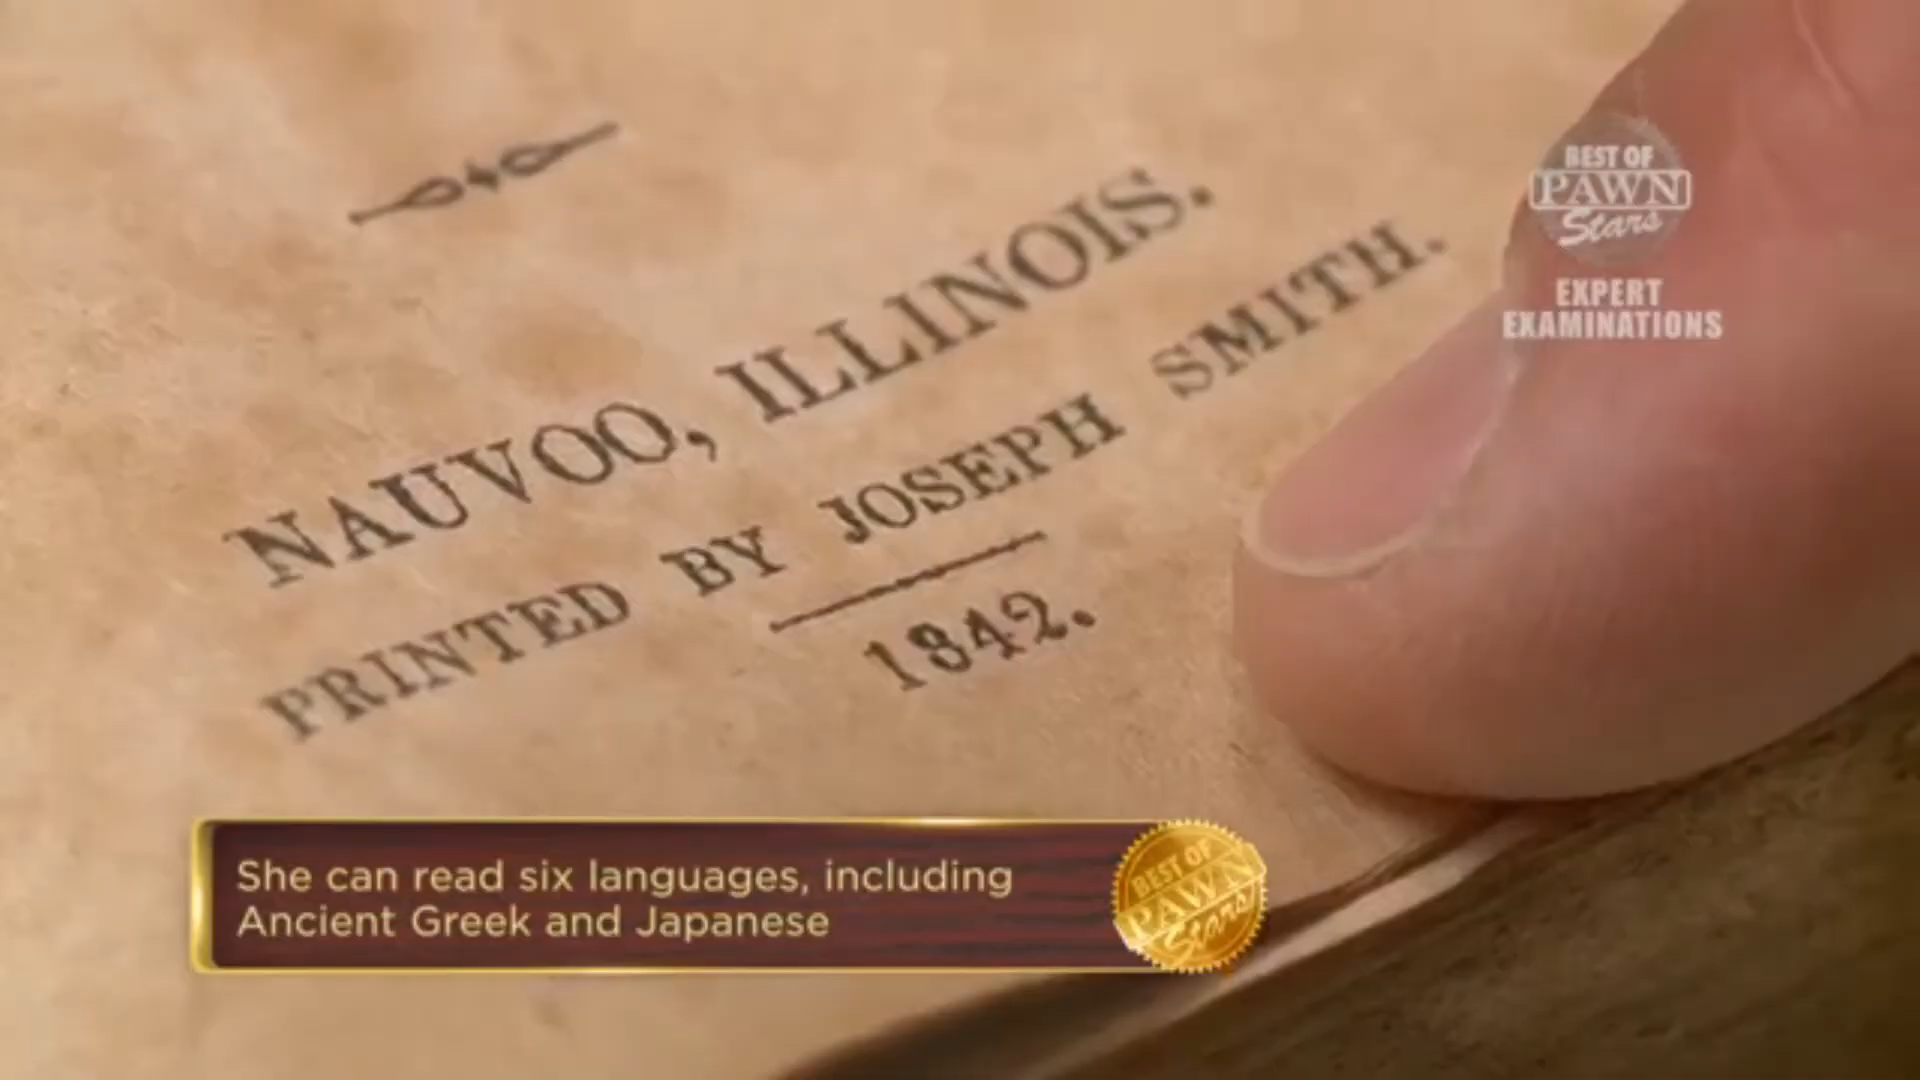 NAUVOO, ILLINOIS.
PRINTED BY JOSEPH SMITH.
1842.
BEST OF
PAWN
Stars
EXPERT
EXAMINATIONS
She can read six languages, including
Ancient Greek and Japanese
BEST OF
PAWN
Stars